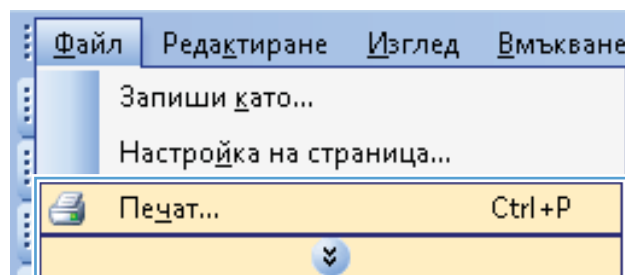 Файл Редактиране Изглед Вмъкване
Запиши като...
Настройка на страница...
Печат... Ctrl+P